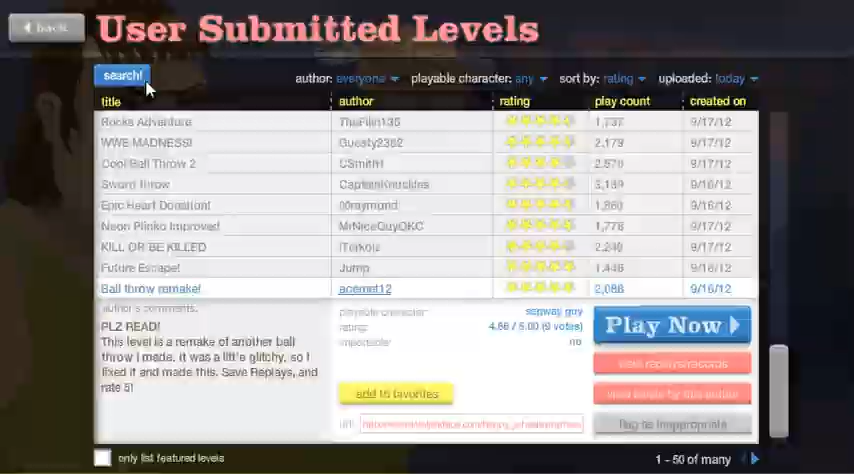 back User Submitted Levels
search! author: everyone playable character: any sort by: rating uploaded: today
title author rating play count created on
Rocks Adventure 1,737 9/17/12
WWE MADNESS! Guesty2382 2,179 9/17/12
Cool Ball Throw 2 CSmith1 2,570 9/17/12
Sword Throw CaptainKnuckles 3,189 9/16/12
Epic Heart Donation! 1,860 9/16/12
Neon Plinko Improved! MrNiceGuyOKC 1,778 9/17/12
KILL OR BE KILLED 2,240 9/17/12
Future Escape! Jump 1,446 9/16/12
Ball throw remake! acemat12 2,088 9/16/12
author's comments:
PLZ READ!
This level is a remake of another ball
throw I made. It was a little glitchy, so I
fixed it and made this. Save Replays, and
rate 5!
playable character: segway guy
rating: 4.66 / 5.00 (9 votes)
importable: no
add to favorites
url:
Play Now
view replays/records
view levels by this author
flag as inappropriate
only list featured levels 1 - 50 of many